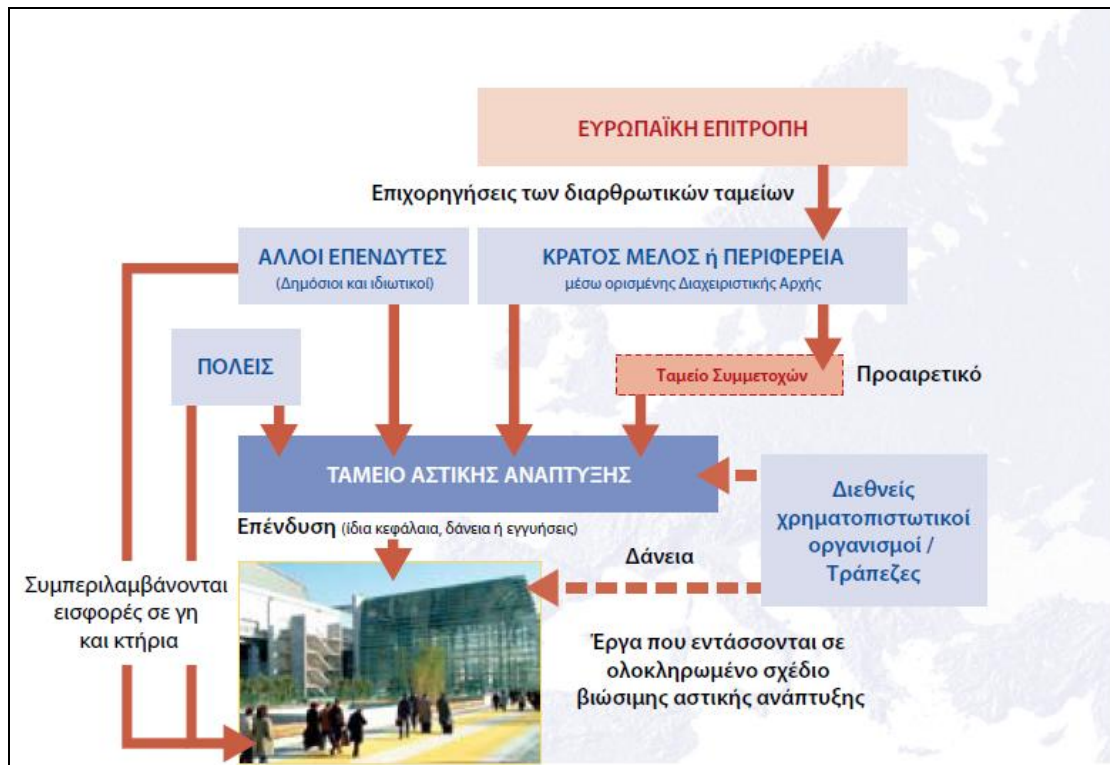 ΕΥΡΩΠΑΪΚΗ ΕΠΙΤΡΟΠΗ
Επιχορηγήσεις των διαρθρωτικών ταμείων
ΑΛΛΟΙ ΕΠΕΝΔΥΤΕΣ
(Δημόσιοι και ιδιωτικοί)
ΚΡΑΤΟΣ ΜΕΛΟΣ ή ΠΕΡΙΦΕΡΕΙΑ
μέσω ορισμένης Διαχειριστικής Αρχής
ΠΟΛΕΙΣ
Ταμείο Συμμετοχών
Προαιρετικό
ΤΑΜΕΙΟ ΑΣΤΙΚΗΣ ΑΝΑΠΤΥΞΗΣ
Διεθνείς
χρηματοπιστωτικοί
οργανισμοί /
Τράπεζες
Επένδυση (ίδια κεφάλαια, δάνεια ή εγγυήσεις)
Δάνεια
Συμπεριλαμβάνονται
εισφορές σε γη
και κτήρια
Έργα που εντάσσονται σε
ολοκληρωμένο σχέδιο
βιώσιμης αστικής ανάπτυξης